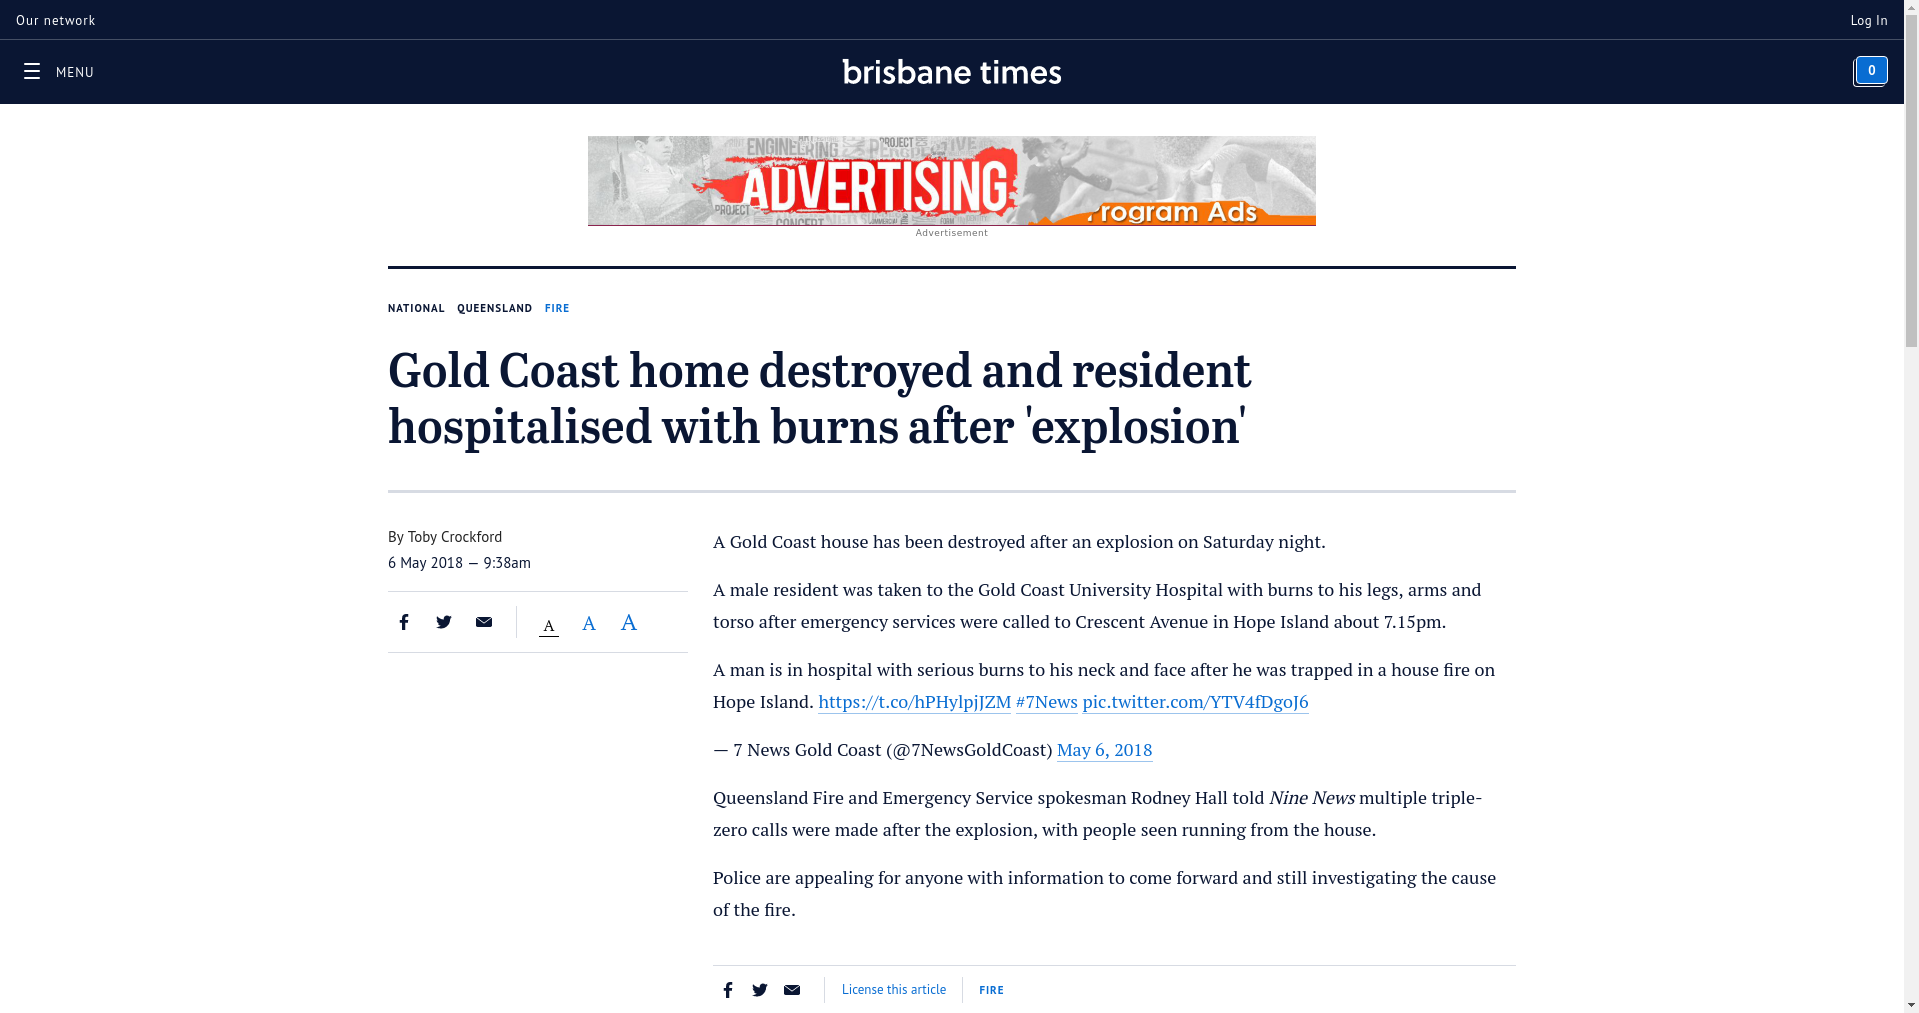 Our network
Log In
MENU
brisbane times
0
ENGINEERING
PROJECT
PERSPECTIVE
ADVERTISING
PROJECT
CONCEPT
Program Ads
Advertisement
NATIONAL QUEENSLAND FIRE
Gold Coast home destroyed and resident
hospitalised with burns after 'explosion'
By Toby Crockford
6 May 2018 — 9:38am
A A A
A Gold Coast house has been destroyed after an explosion on Saturday night.
A male resident was taken to the Gold Coast University Hospital with burns to his legs, arms and
torso after emergency services were called to Crescent Avenue in Hope Island about 7.15pm.
A man is in hospital with serious burns to his neck and face after he was trapped in a house fire on
Hope Island. https://t.co/hPHylpjJZM #7News pic.twitter.com/YTV4fDgoJ6
— 7 News Gold Coast (@7NewsGoldCoast) May 6, 2018
Queensland Fire and Emergency Service spokesman Rodney Hall told Nine News multiple triple-
zero calls were made after the explosion, with people seen running from the house.
Police are appealing for anyone with information to come forward and still investigating the cause
of the fire.
License this article
FIRE